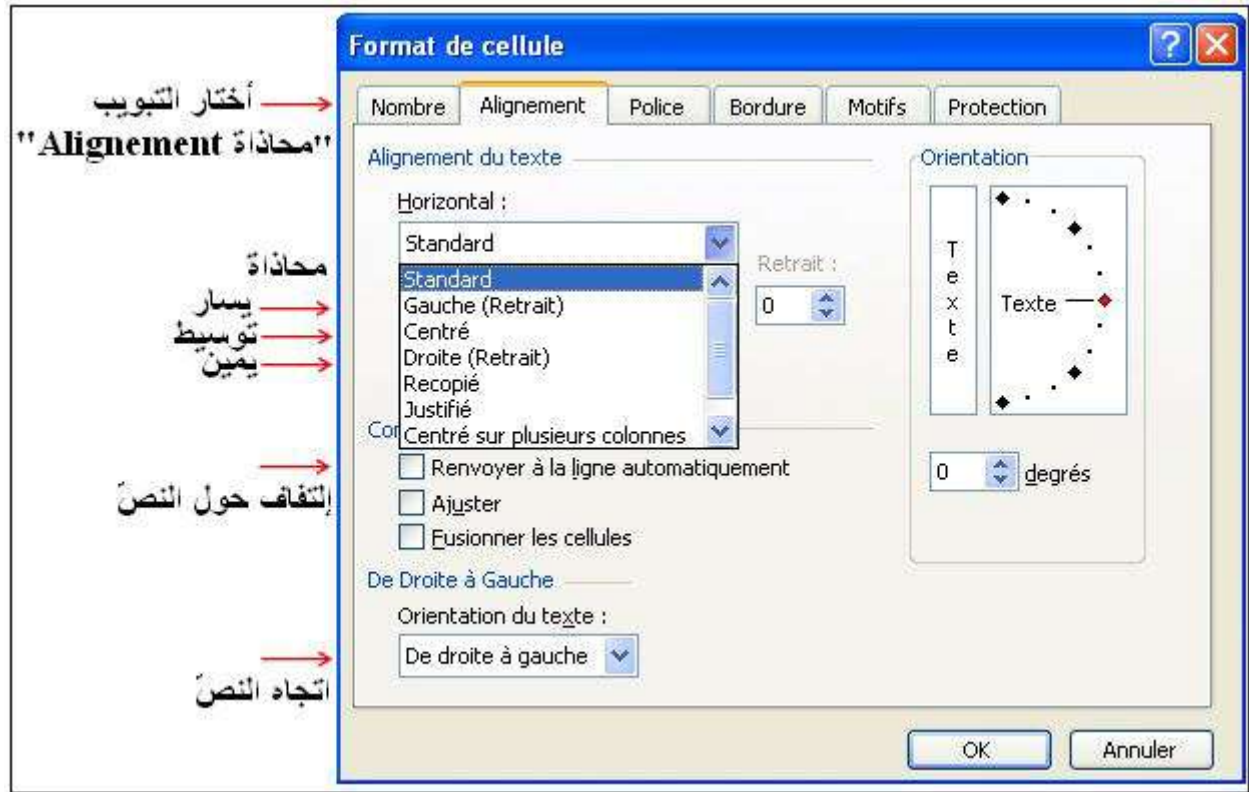 Format de cellule
أختار التبويب
"محاذاة Alignement"
Nombre Alignement Police Bordure Motifs Protection
Alignement du texte
Orientation
Horizontal :
Standard
محاذاة
Retrait :
Standard
يسار
Gauche (Retrait)
0
توسيط
Centré
يمين
Droite (Retrait)
Recopié
Justifié
Centré sur plusieurs colonnes
Texte
Texte
0 degrés
إلتفاف حول النصّ
Renvoyer à la ligne automatiquement
Ajuster
Fusionner les cellules
De Droite à Gauche
Orientation du texte :
De droite à gauche
اتجاه النصّ
OK Annuler